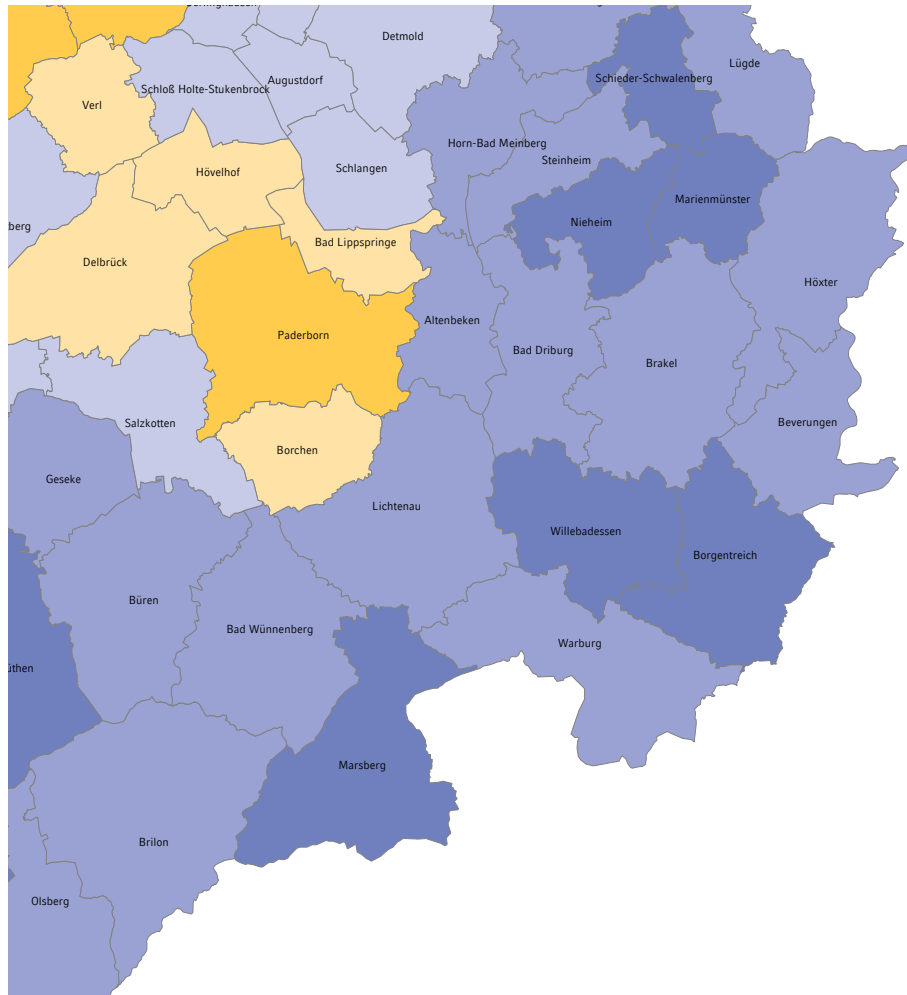 Detmold
Lügde
Schieder-Schwalenberg
Augustdorf
Schloß Holte-Stukenbrock
Verl
Horn-Bad Meinberg
Steinheim
Schlangen
Hövelhof
Marienmünster
Nieheim
berg
Bad Lippspringe
Delbrück
Höxter
Altenbeken
Paderborn
Bad Driburg
Brakel
Salzkotten
Beverungen
Borchen
Geseke
Lichtenau
Willebadessen
Borgentreich
Büren
Bad Wünnenberg
Warburg
üthen
Marsberg
Brilon
Olsberg